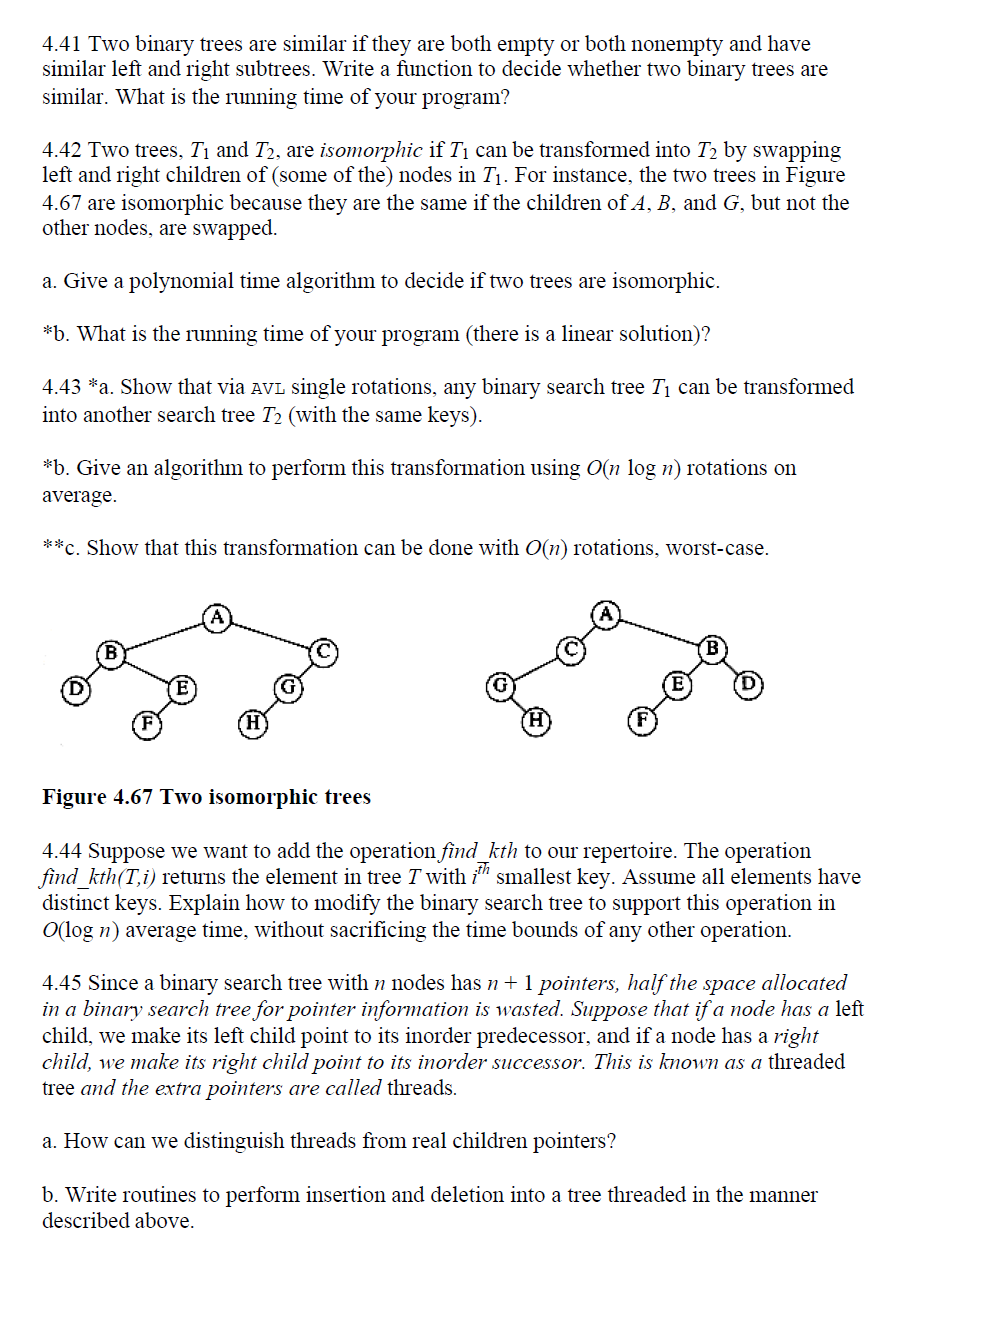 4.41 Two binary trees are similar if they are both empty or both nonempty and have
similar left and right subtrees. Write a function to decide whether two binary trees are
similar. What is the running time of your program?
4.42 Two trees, T1 and T2, are isomorphic if T1 can be transformed into T2 by swapping
left and right children of (some of the) nodes in T1. For instance, the two trees in Figure
4.67 are isomorphic because they are the same if the children of A, B, and G, but not the
other nodes, are swapped.
a. Give a polynomial time algorithm to decide if two trees are isomorphic.
*b. What is the running time of your program (there is a linear solution)?
4.43 *a. Show that via AVL single rotations, any binary search tree T1 can be transformed
into another search tree T2 (with the same keys).
*b. Give an algorithm to perform this transformation using O(n log n) rotations on
average.
**c. Show that this transformation can be done with O(n) rotations, worst-case.
A A
B C C B
D E G G E D
F H H F
Figure 4.67 Two isomorphic trees
4.44 Suppose we want to add the operation find_kth to our repertoire. The operation
find_kth(T,i) returns the element in tree T with ith smallest key. Assume all elements have
distinct keys. Explain how to modify the binary search tree to support this operation in
O(log n) average time, without sacrificing the time bounds of any other operation.
4.45 Since a binary search tree with n nodes has n + 1 pointers, half the space allocated
in a binary search tree for pointer information is wasted. Suppose that if a node has a left
child, we make its left child point to its inorder predecessor, and if a node has a right
child, we make its right child point to its inorder successor. This is known as a threaded
tree and the extra pointers are called threads.
a. How can we distinguish threads from real children pointers?
b. Write routines to perform insertion and deletion into a tree threaded in the manner
described above.